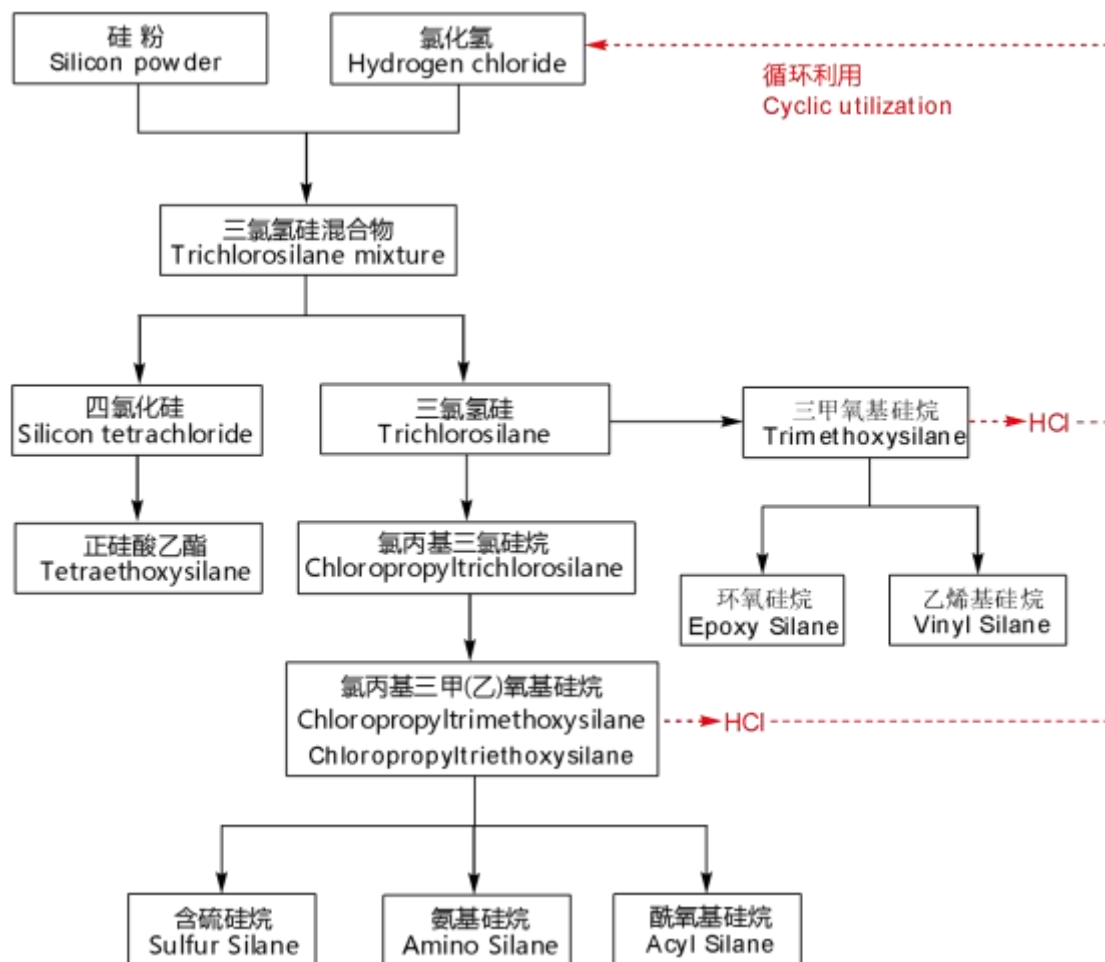 硅 粉
Silicon powder
氯化氢
Hydrogen chloride
循环利用
Cyclic utilization
三氯氢硅混合物
Trichlorosilane mixture
四氯化硅
Silicon tetrachloride
三氯氢硅
Trichlorosilane
三甲氧基硅烷
Trimethoxysilane
HCl
正硅酸乙酯
Tetraethoxysilane
氯丙基三氯硅烷
Chloropropyltrichlorosilane
环氧硅烷
Epoxy Silane
乙烯基硅烷
Vinyl Silane
氯丙基三甲(乙)氧基硅烷
Chloropropyltrimethoxysilane
Chloropropyltriethoxysilane
HCl
含硫硅烷
Sulfur Silane
氨基硅烷
Amino Silane
酰氧基硅烷
Acyl Silane